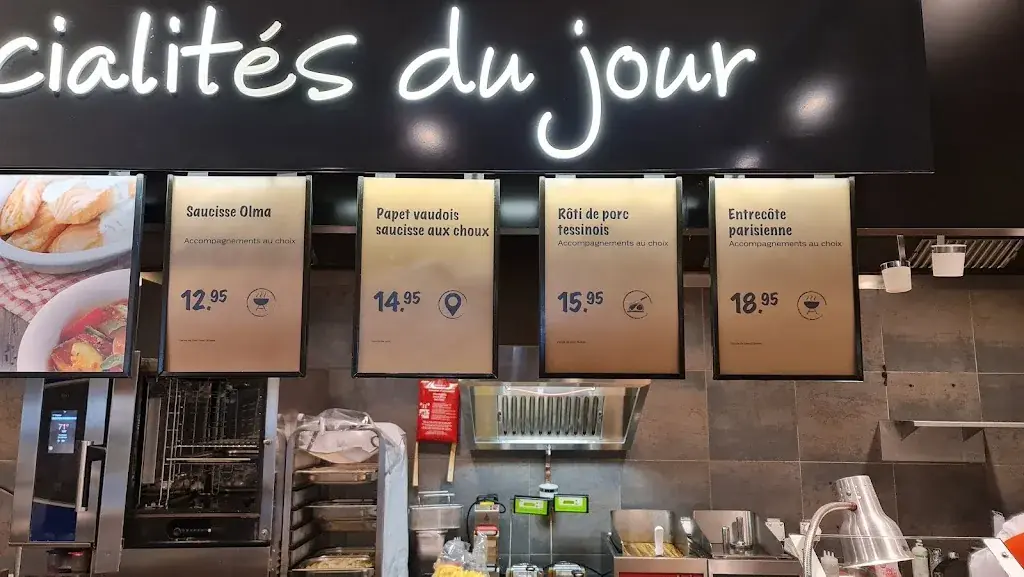 cialités du jour
Saucisse Olma
Accompagnements au choix
12.95
Papet vaudois
saucisse aux choux
14.95
Rôti de porc
tessinois
Accompagnements au choix
15.95
Entrecôte
parisienne
Accompagnements au choix
18.95